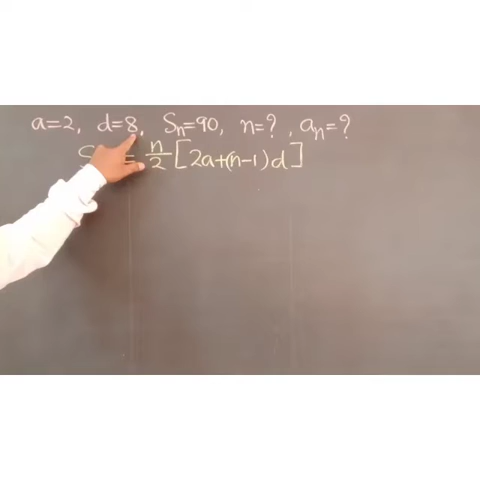 a=2, d=8, Sn=90, n=?, an=?
S = n/2 [2a+(n-1)d]